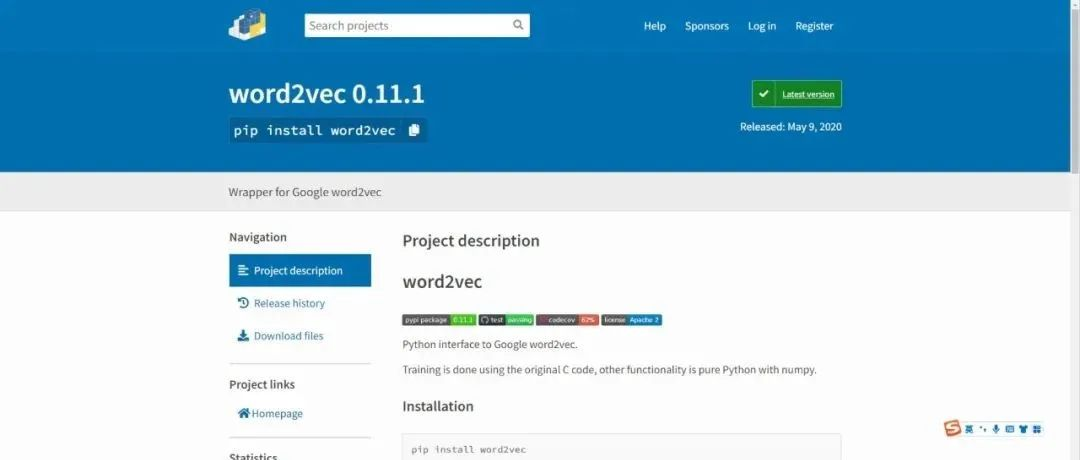 Search projects
Help Sponsors Log in Register
word2vec 0.11.1
Latest version
pip install word2vec
Released: May 9, 2020
Wrapper for Google word2vec
Navigation
Project description
Release history
Download files
Project links
Homepage
Statistics
Project description
word2vec
pypi package 0.11.1 test passing codecov 62% license Apache 2
Python interface to Google word2vec.
Training is done using the original C code, other functionality is pure Python with numpy.
Installation
pip install word2vec
英